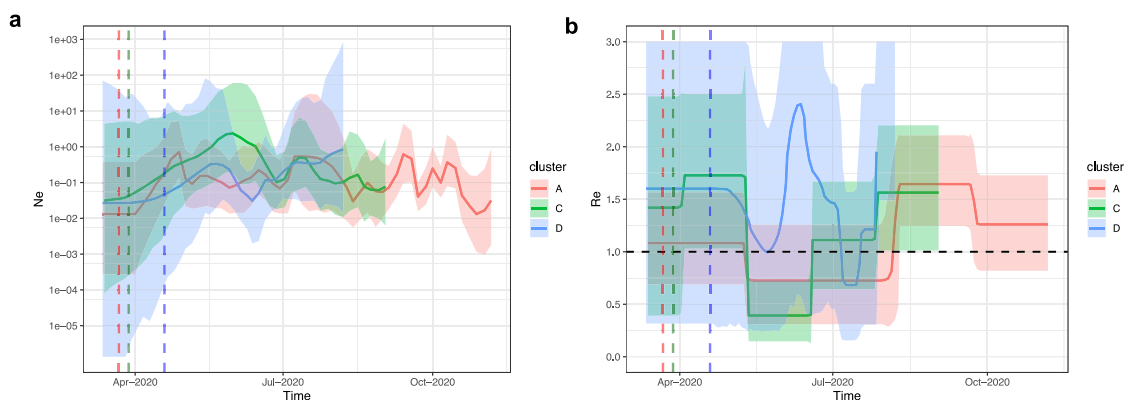 a
1e+03
1e+02
1e+01
1e+00
1e−01
1e−02
1e−03
1e−04
1e−05
Ne
Apr−2020
Jul−2020
Oct−2020
Time
cluster
A
C
D
b
3.0
2.5
2.0
1.5
1.0
0.5
0.0
Re
Apr−2020
Jul−2020
Oct−2020
Time
cluster
A
C
D